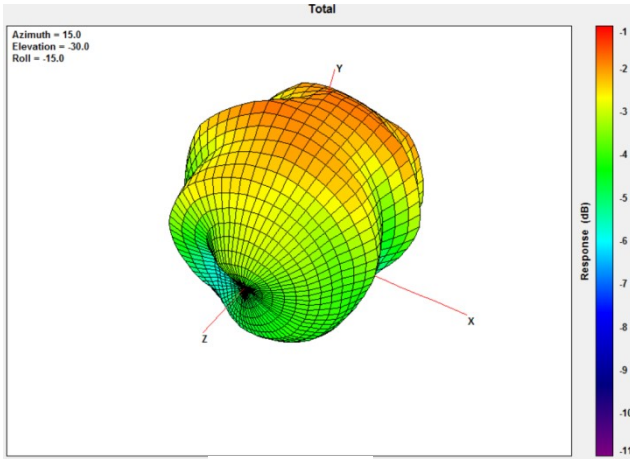 Total
Azimuth = 15.0
Elevation = -30.0
Roll = -15.0
Y
X
Z
Response (dB)
-1
-2
-3
-4
-5
-6
-7
-8
-9
-10
-11